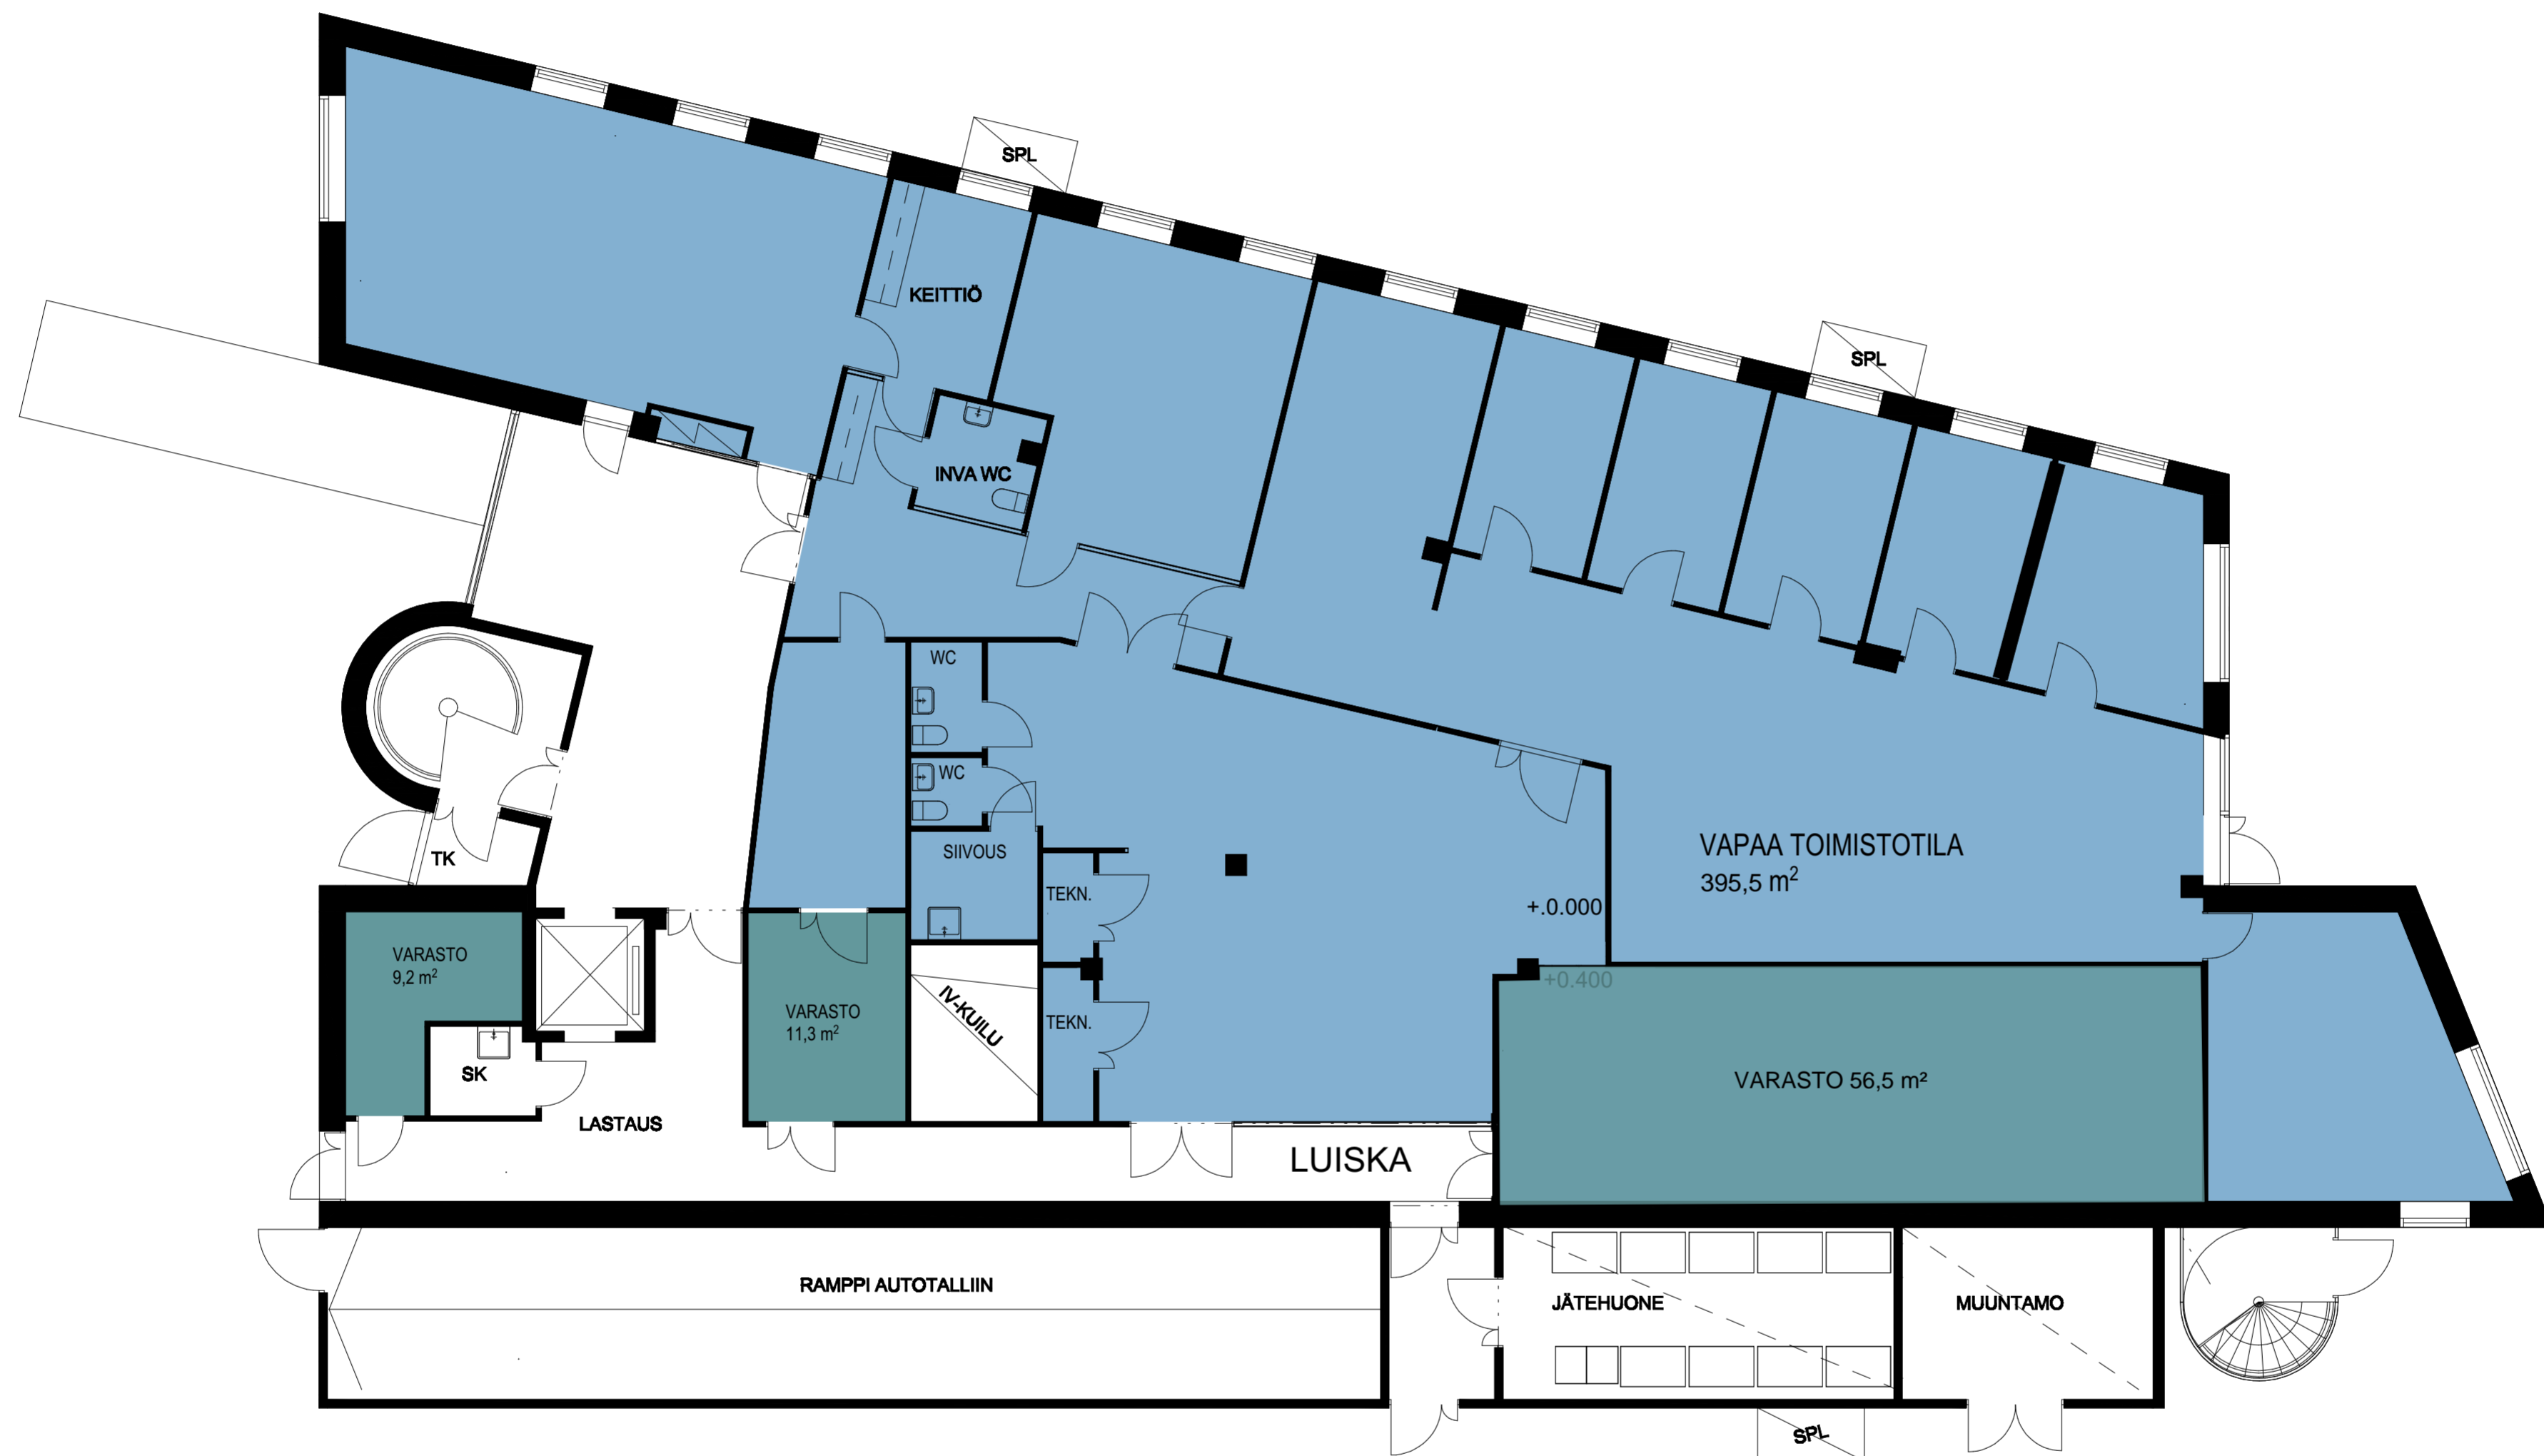 SPL
KEITTIÖ
SPL
INVA WC
WC
WC
SIIVOUS
TK
VAPAA TOIMISTOTILA
395,5 m²
TEKN.
+.0.000
VARASTO
9,2 m²
+0.400
VARASTO
11,3 m²
IV-KUILU
TEKN.
SK
VARASTO 56,5 m²
LASTAUS
LUISKA
RAMPPI AUTOTALLIIN
JÄTEHUONE
MUUNTAMO
SPL